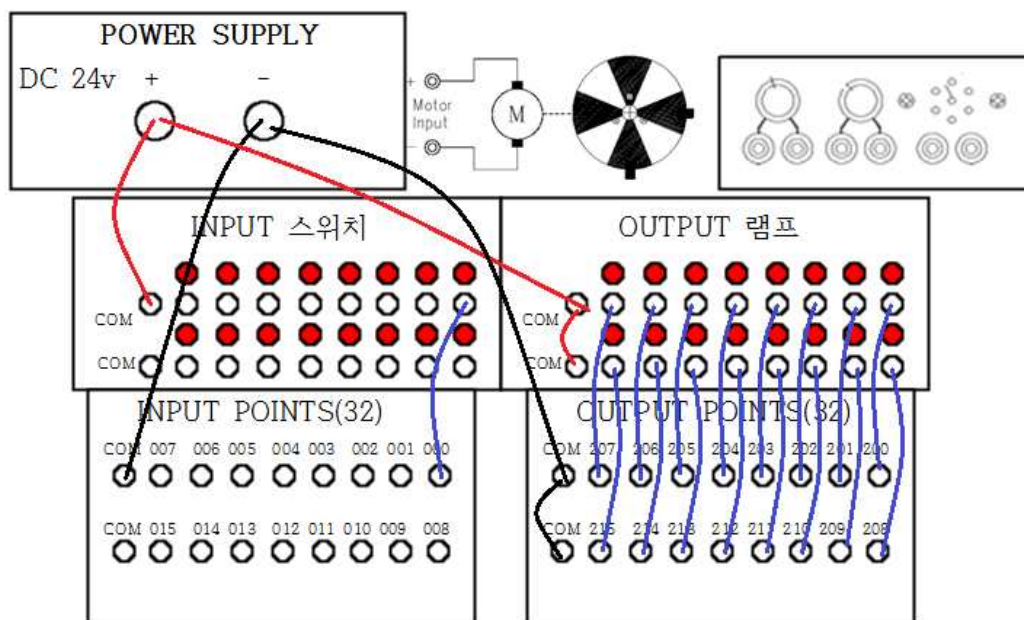 POWER SUPPLY
DC 24v + -
+ Motor Input -
M
INPUT 스위치
COM
COM
OUTPUT 램프
COM
COM
INPUT POINTS(32)
COM 007 006 005 004 003 002 001 000
COM 015 014 013 012 011 010 009 008
OUTPUT POINTS(32)
COM 207 206 205 204 203 202 201 200
COM 215 214 213 212 211 210 209 208